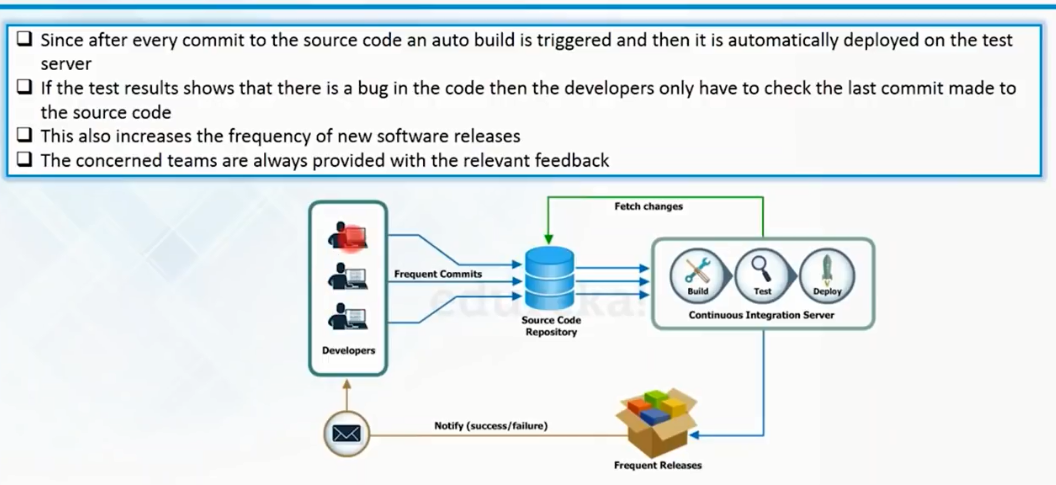 ❑ Since after every commit to the source code an auto build is triggered and then it is automatically deployed on the test
server
❑ If the test results shows that there is a bug in the code then the developers only have to check the last commit made to
the source code
❑ This also increases the frequency of new software releases
❑ The concerned teams are always provided with the relevant feedback
Fetch changes
Frequent Commits
Build
Test
Deploy
Continuous Integration Server
Source Code
Repository
Developers
Notify (success/failure)
Frequent Releases